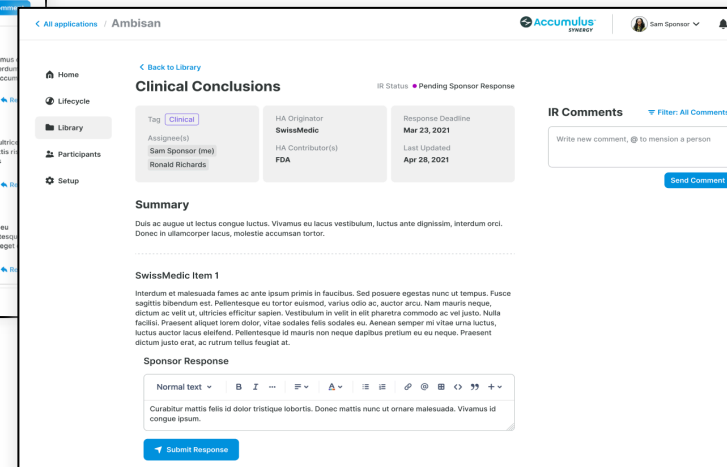 All applications / Ambisan
Accumulus
SYNERGY
Sam Sponsor
Home
Lifecycle
Library
Participants
Setup
Back to Library
Clinical Conclusions
IR Status Pending Sponsor Response
Tag Clinical
Assignee(s)
Sam Sponsor (me)
Ronald Richards
HA Originator
SwissMedic
HA Contributor(s)
FDA
Response Deadline
Mar 23, 2021
Last Updated
Apr 28, 2021
Summary
Duis ac augue ut lectus congue luctus. Vivamus eu lacus vestibulum, luctus ante dignissim, interdum orci.
Donec in ullamcorper lacus, molestie accumsan tortor.
SwissMedic Item 1
Interdum et malesuada fames ac ante ipsum primis in faucibus. Sed posuere egestas nunc ut tempus. Fusce
sagittis bibendum est. Pellentesque eu tortor euismod, varius odio ac, auctor arcu. Nam mauris neque,
dictum ac velit ut, ultricies efficitur sapien. Vestibulum in velit in elit pharetra commodo ac vel justo. Nulla
facilisi. Praesent aliquet lorem dolor, vitae sodales felis sodales eu. Aenean semper mi vitae urna luctus,
luctus auctor lacus eleifend. Pellentesque id mauris non neque dapibus pretium eu eu neque. Praesent
dictum justo erat, ac rutrum tellus feugiat at.
Sponsor Response
Normal text B I ... A
Curabitur mattis felis id dolor tristique lobortis. Donec mattis nunc ut ornare malesuada. Vivamus id
congue ipsum.
Submit Response
IR Comments
Filter: All Comments
Write new comment, @ to mension a person
Send Comment